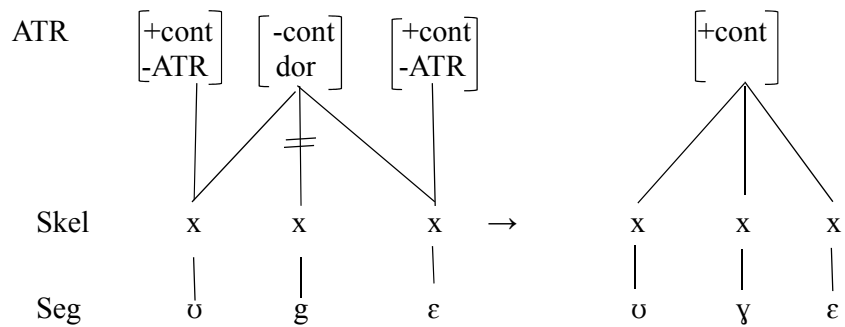 ATR [+cont -ATR] [-cont dor] [+cont -ATR] [+cont]
Skel x x x → x x x
Seg ʊ g ɛ ʊ ɣ ɛ